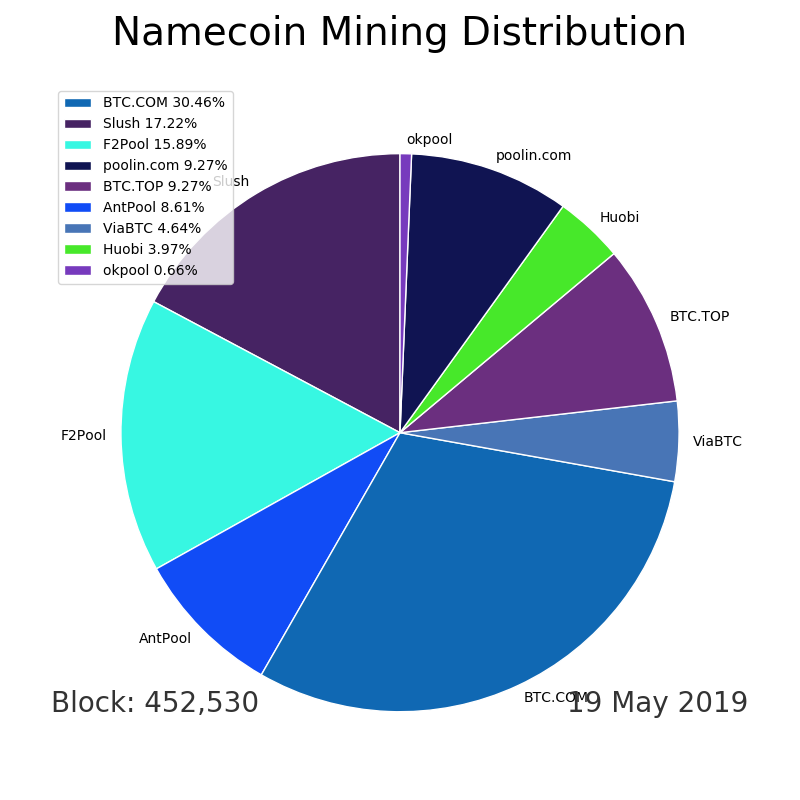 Namecoin Mining Distribution
BTC.COM 30.46%
Slush 17.22%
F2Pool 15.89%
poolin.com 9.27%
BTC.TOP 9.27%
AntPool 8.61%
ViaBTC 4.64%
Huobi 3.97%
okpool 0.66%
okpool
poolin.com
Slush
Huobi
BTC.TOP
F2Pool
ViaBTC
AntPool
BTC.COM
Block: 452,530
19 May 2019